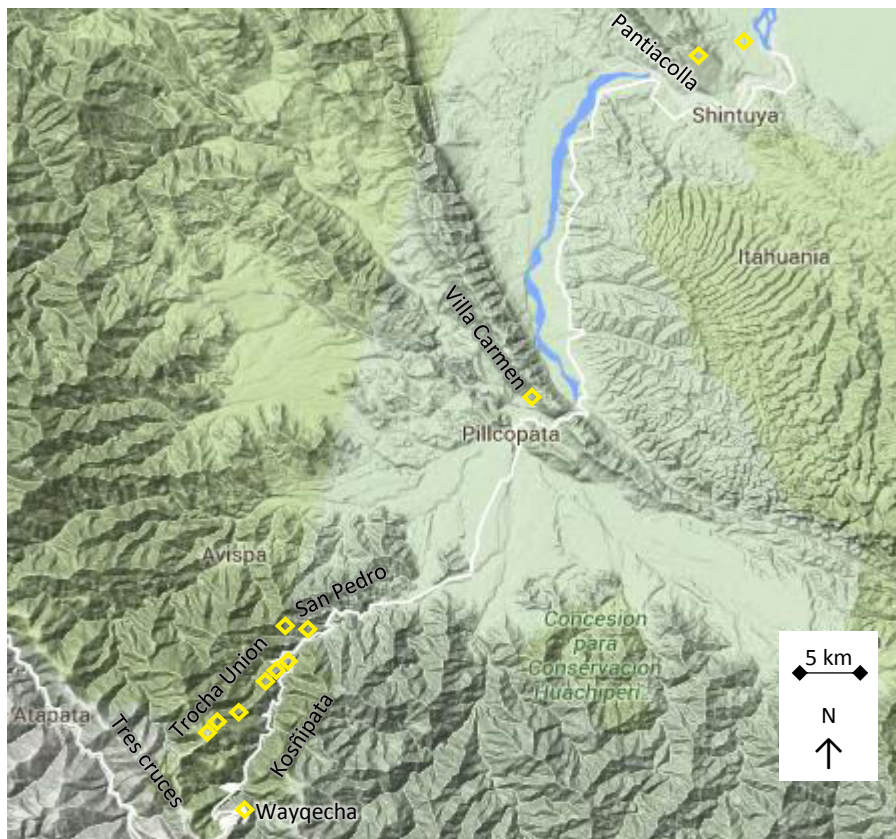 Pantiacolla
Shintuya
Itahuania
Villa Carmen
Pillcopata
Avispa
San Pedro
Concesion
para
Conservacion
Huachiperi
Trocha Union
Kosñipata
Atapata
Tres cruces
Wayqecha
5 km
N